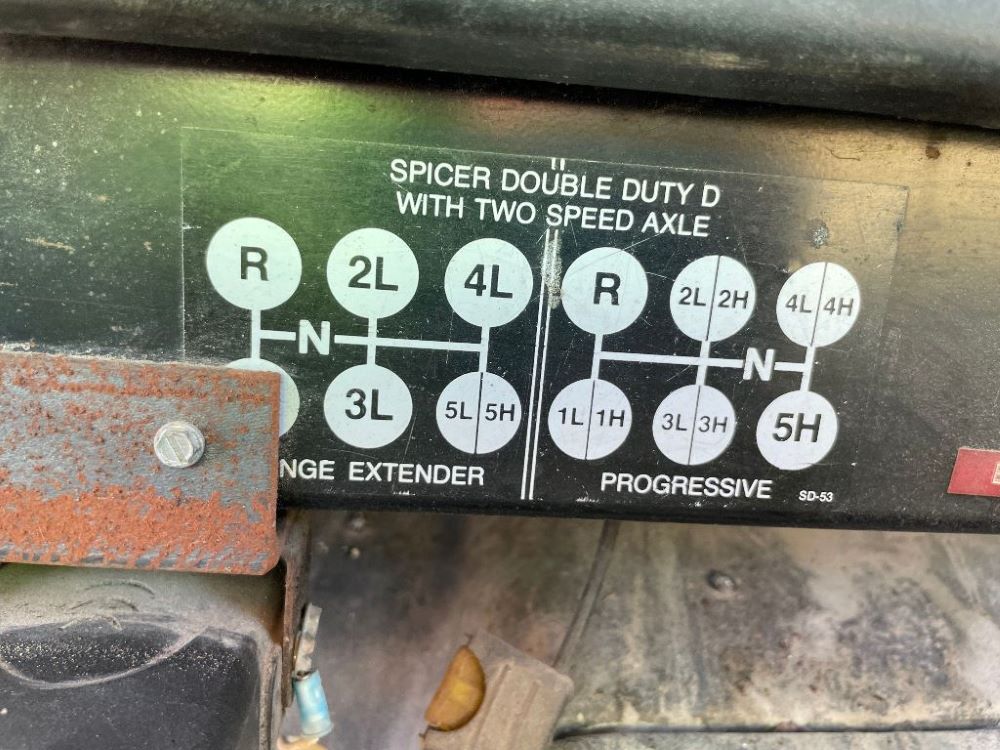 SPICER DOUBLE DUTY D
WITH TWO SPEED AXLE
R 2L 4L
N
3L 5L 5H
NGE EXTENDER
R 2L 2H 4L 4H
N
1L 1H 3L 3H 5H
PROGRESSIVE
SD-53